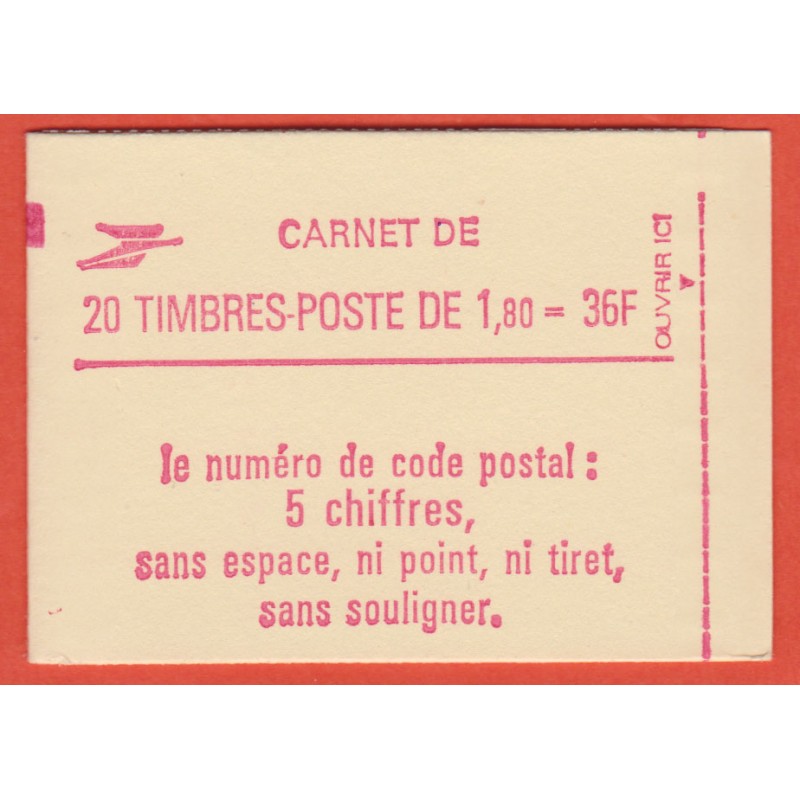 CARNET DE
20 TIMBRES-POSTE DE 1,80 = 36F
OUVRIR ICI
le numéro de code postal :
5 chiffres,
sans espace, ni point, ni tiret,
sans souligner.